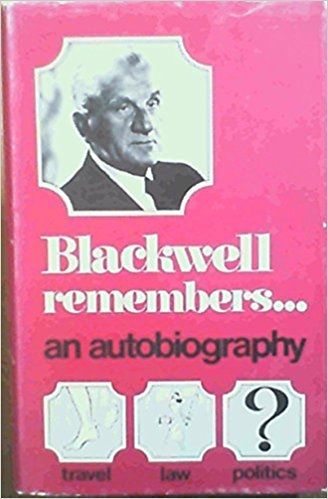 Blackwell
remembers...
an autobiography
?
travel law politics